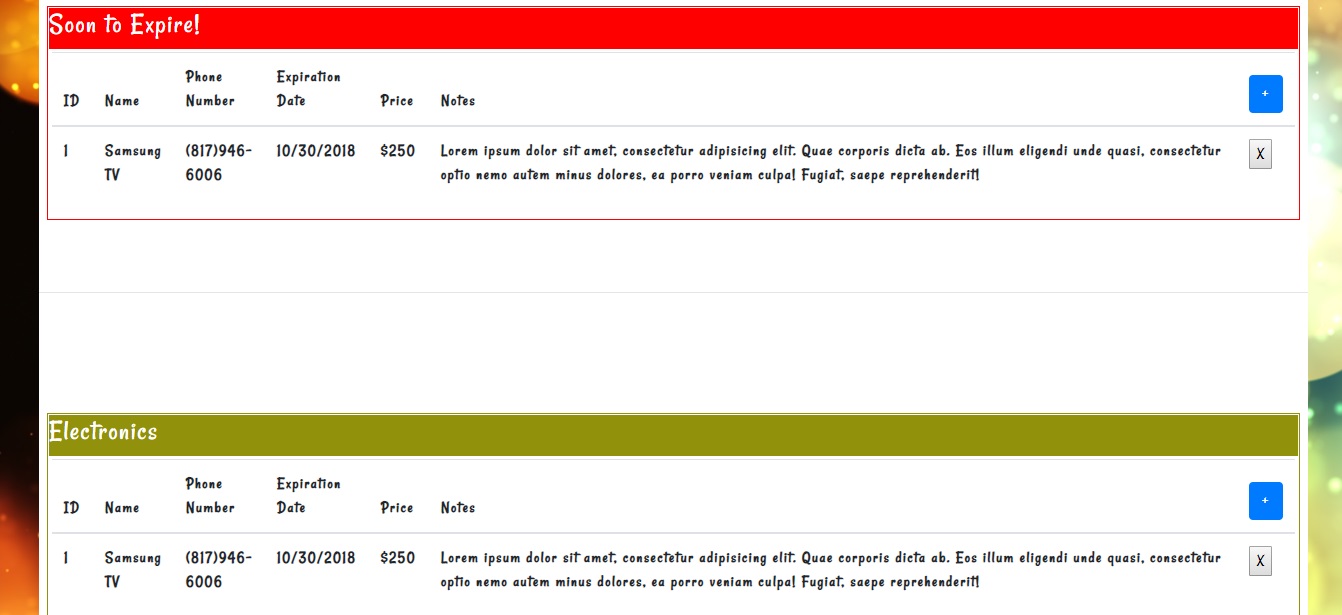 Soon to Expire!
ID Name Phone Number Expiration Date Price Notes +
1 Samsung TV (817)946-6006 10/30/2018 $250 Lorem ipsum dolor sit amet, consectetur adipisicing elit. Quae corporis dicta ab. Eos illum eligendi unde quasi, consectetur
optio nemo autem minus dolores, ea porro veniam culpa! Fugiat, saepe reprehenderit! X
Electronics
ID Name Phone Number Expiration Date Price Notes +
1 Samsung TV (817)946-6006 10/30/2018 $250 Lorem ipsum dolor sit amet, consectetur adipisicing elit. Quae corporis dicta ab. Eos illum eligendi unde quasi, consectetur
optio nemo autem minus dolores, ea porro veniam culpa! Fugiat, saepe reprehenderit! X